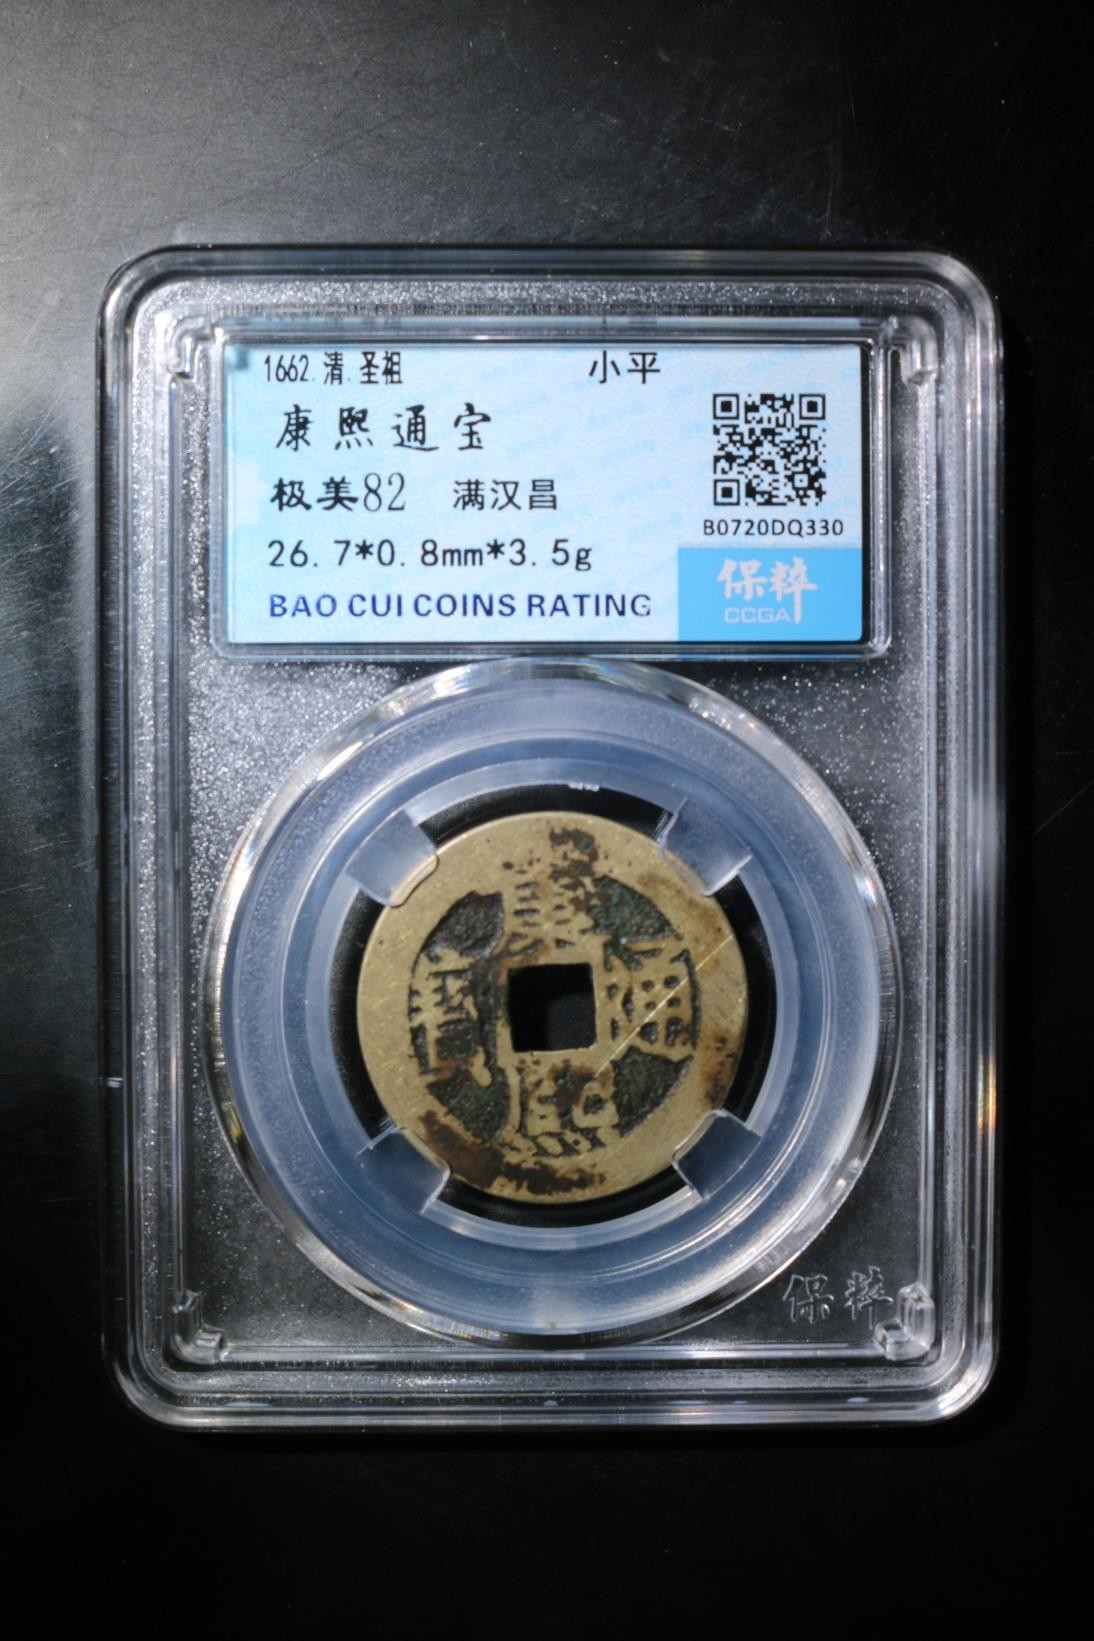 1662.清.圣祖 小平
康熙通宝
极美82 满汉昌
B0720DQ330
26.7*0.8mm*3.5g
保粹
CCGA
BAO CUI COINS RATING
康熙通寶
保粹